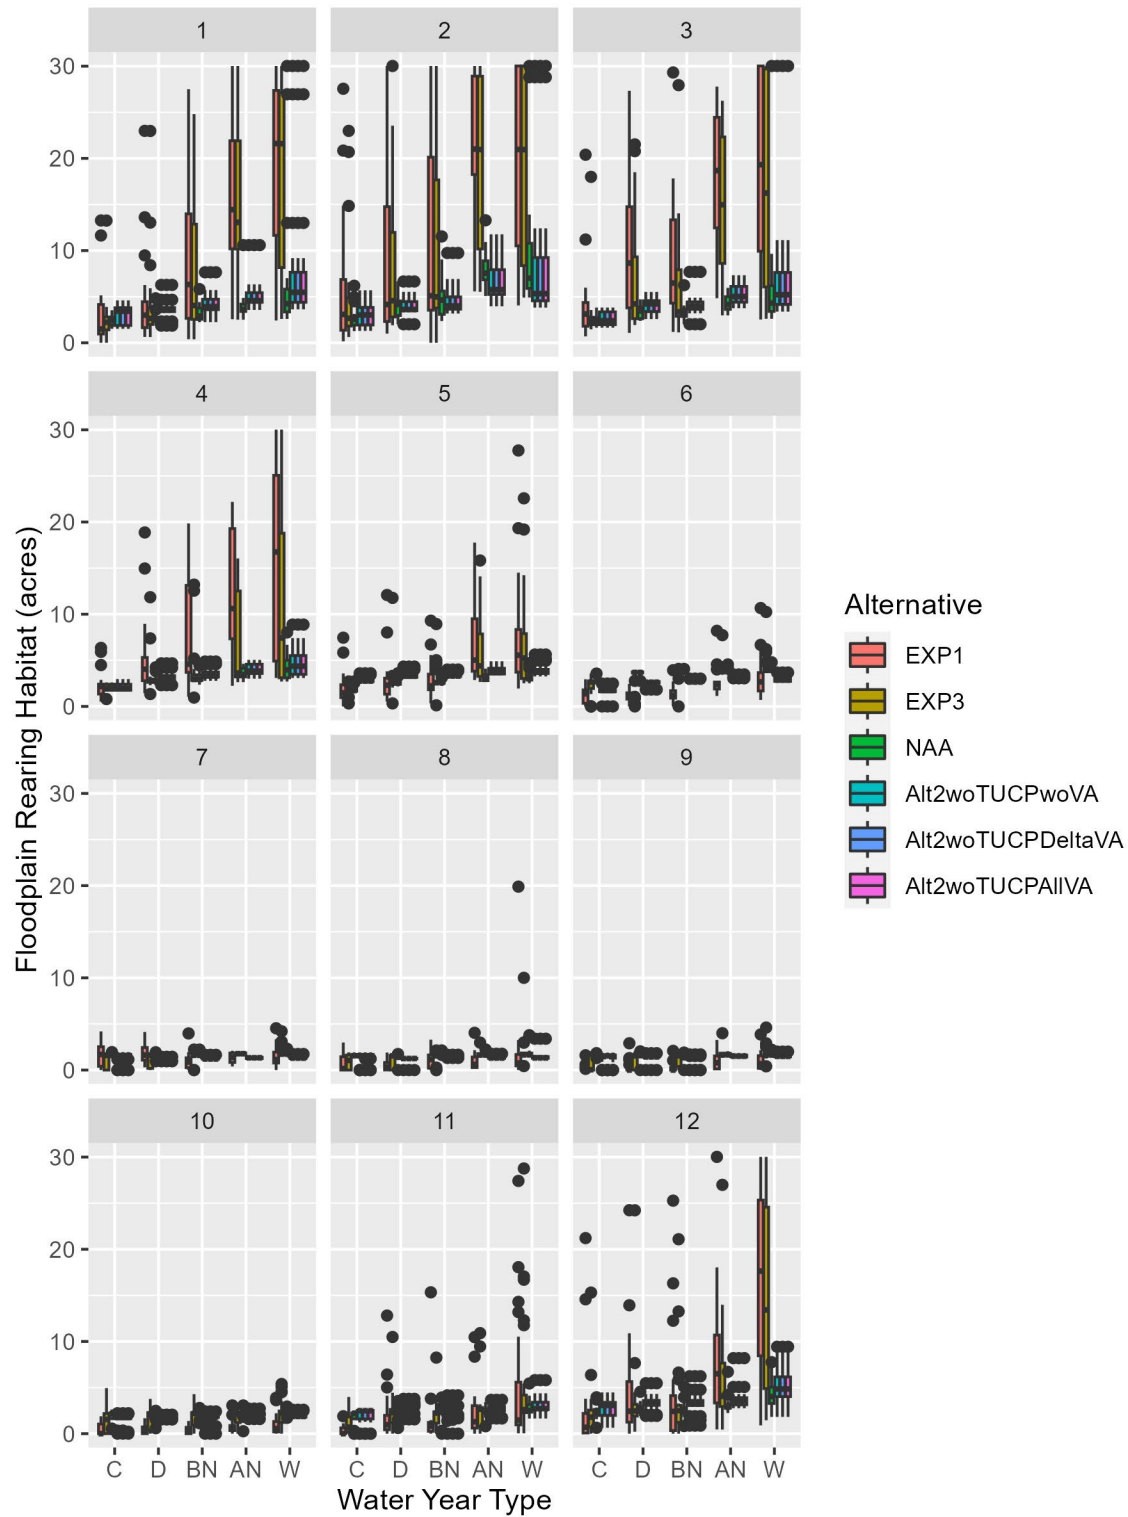 1 2 3
30
20
10
0
4 5 6
30
20
10
0
7 8 9
30
20
10
0
10 11 12
30
20
10
0
C D BN AN W C D BN AN W C D BN AN W
Water Year Type
Floodplain Rearing Habitat (acres)
Alternative
EXP1
EXP3
NAA
Alt2woTUCPwoVA
Alt2woTUCPDeltaVA
Alt2woTUCPAllVA